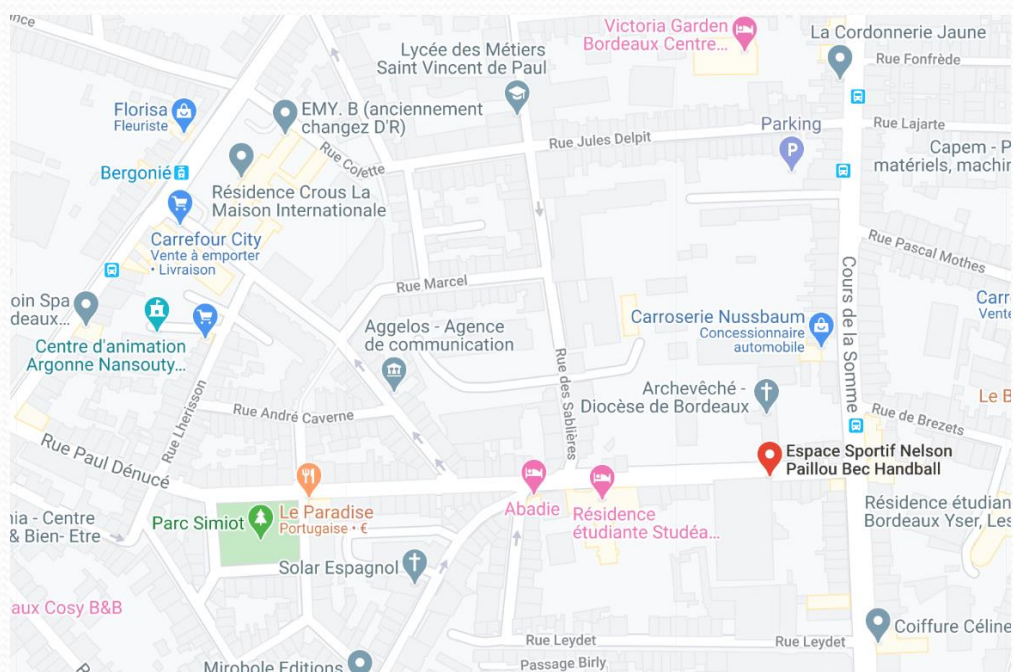 ance
Victoria Garden
Bordeaux Centre...
La Cordonnerie Jaune
Lycée des Métiers
Saint Vincent de Paul
Rue Fonfrède
Florisa
Fleuriste
EMY. B (anciennement
changez D'R)
Parking
P
Rue Lajarte
Rue Jules Delpit
Rue Colette
Capem - P
matériels, machin
Bergonié
Résidence Crous La
Maison Internationale
Carrefour City
Vente à emporter
• Livraison
Rue Pascal Mothes
Cours de la Somme
Rue Marcel
oin Spa
deaux...
Centre d'animation
Argonne Nansouty...
Aggelos - Agence
de communication
Carroserie Nussbaum
Concessionnaire
automobile
Carr
Vente
Rue des Sablières
Archevêché -
Diocèse de Bordeaux
Le B
Rue Lherisson
Rue André Caverne
Rue de Brezets
Rue Paul Dénucé
Espace Sportif Nelson
Paillou Bec Handball
Abadie
Résidence
étudiante Studéa...
Le Paradise
Portugaise • €
Parc Simiot
nia - Centre
& Bien- Etre
Résidence étudian
Bordeaux Yser, Les
Solar Espagnol
aux Cosy B&B
Coiffure Céline
Rue Leydet
Rue Leydet
Passage Birly
Mirobole Editions